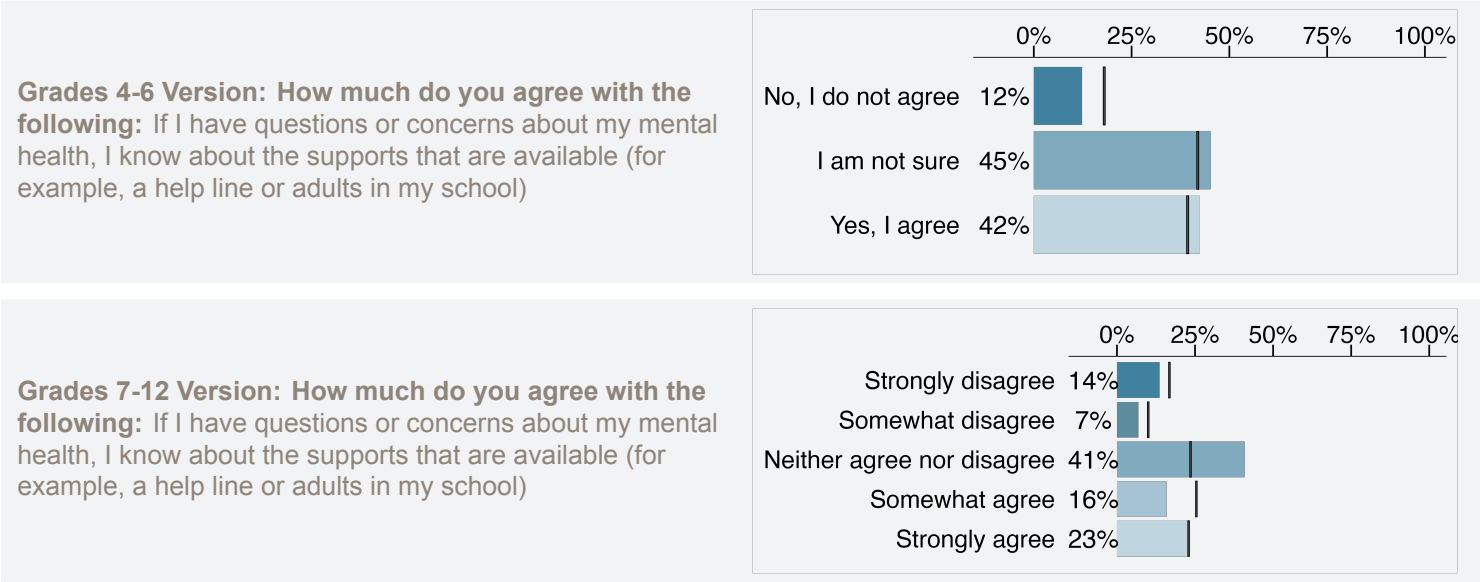 Grades 4-6 Version: How much do you agree with the
following: If I have questions or concerns about my mental
health, I know about the supports that are available (for
example, a help line or adults in my school)
0% 25% 50% 75% 100%
No, I do not agree 12%
I am not sure 45%
Yes, I agree 42%
Grades 7-12 Version: How much do you agree with the
following: If I have questions or concerns about my mental
health, I know about the supports that are available (for
example, a help line or adults in my school)
0% 25% 50% 75% 100%
Strongly disagree 14%
Somewhat disagree 7%
Neither agree nor disagree 41%
Somewhat agree 16%
Strongly agree 23%